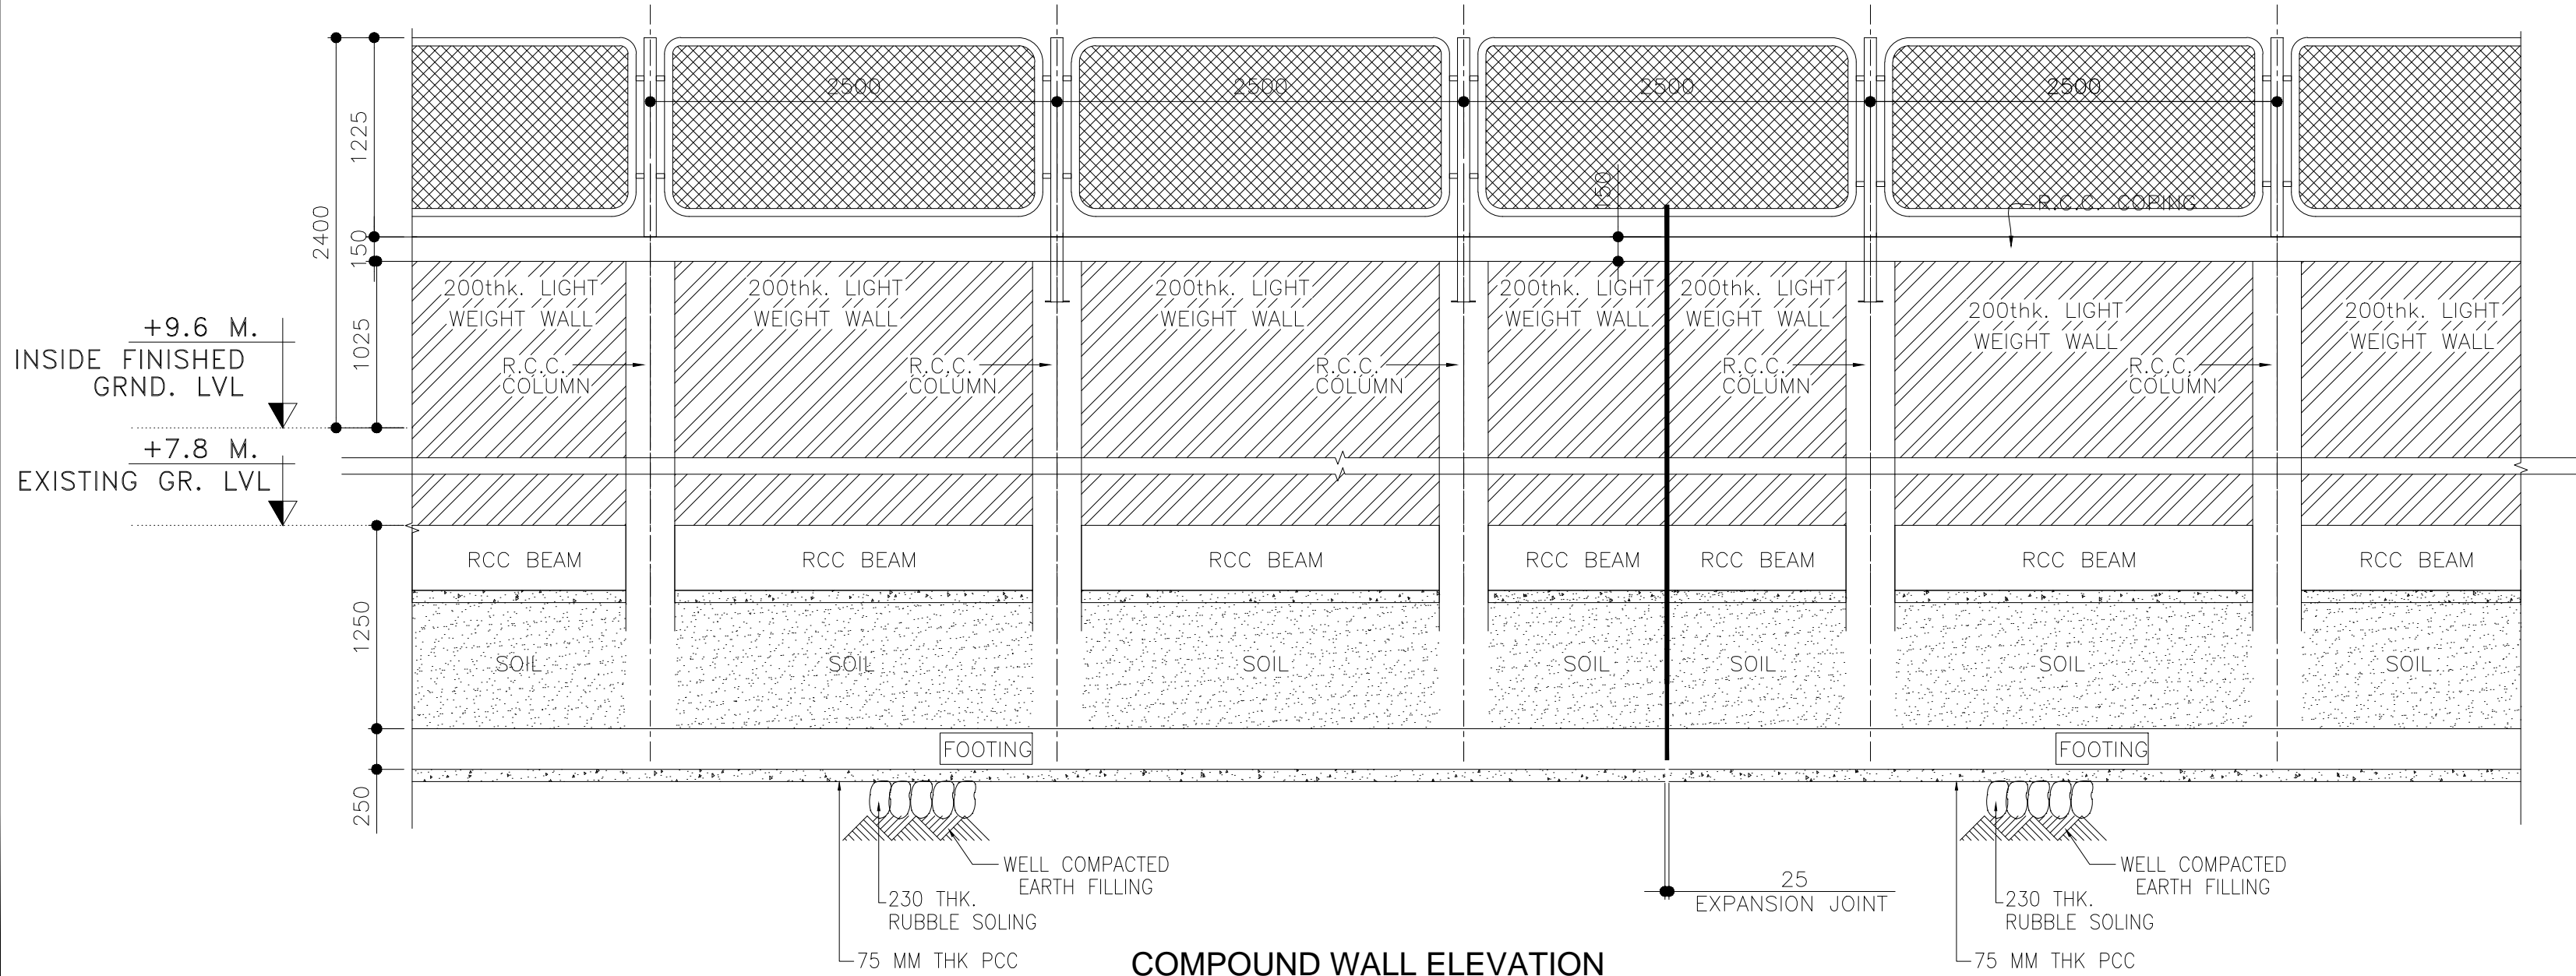 2500
2500
2500
2500
1225
2400
150
150
R.C.C. COPING
1025
200thk. LIGHT
WEIGHT WALL
200thk. LIGHT
WEIGHT WALL
200thk. LIGHT
WEIGHT WALL
200thk. LIGHT
WEIGHT WALL
200thk. LIGHT
WEIGHT WALL
200thk. LIGHT
WEIGHT WALL
200thk. LIGHT
WEIGHT WALL
+9.6 M.
INSIDE FINISHED
GRND. LVL
R.C.C.
COLUMN
R.C.C.
COLUMN
R.C.C.
COLUMN
R.C.C.
COLUMN
R.C.C.
COLUMN
+7.8 M.
EXISTING GR. LVL
RCC BEAM
RCC BEAM
RCC BEAM
RCC BEAM
RCC BEAM
RCC BEAM
RCC BEAM
1250
SOIL
SOIL
SOIL
SOIL
SOIL
SOIL
SOIL
FOOTING
FOOTING
250
WELL COMPACTED
EARTH FILLING
230 THK.
RUBBLE SOLING
75 MM THK PCC
25
EXPANSION JOINT
WELL COMPACTED
EARTH FILLING
230 THK.
RUBBLE SOLING
75 MM THK PCC
COMPOUND WALL ELEVATION